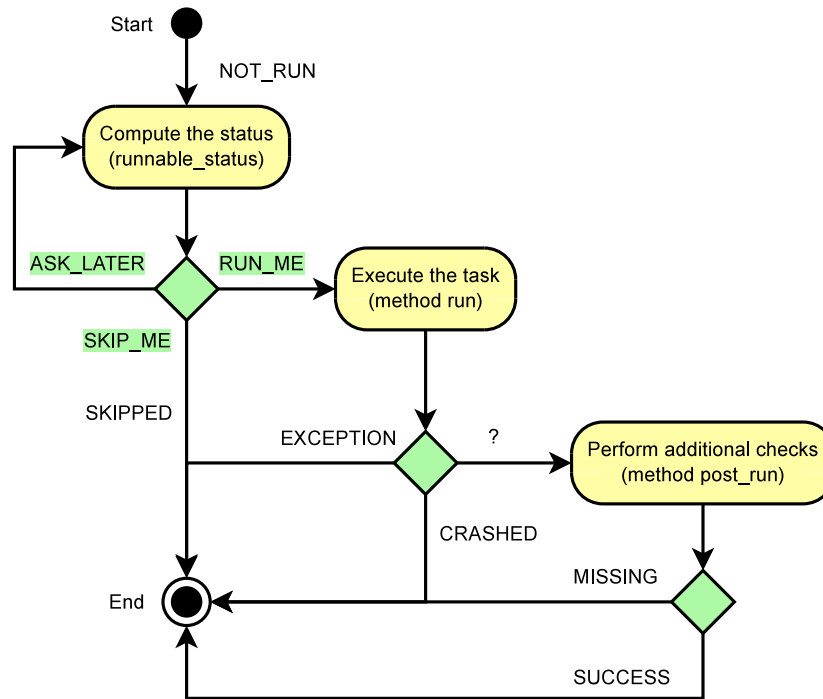 Start
NOT_RUN
Compute the status
(runnable_status)
ASK_LATER
RUN_ME
Execute the task
(method run)
SKIP_ME
SKIPPED
EXCEPTION
?
Perform additional checks
(method post_run)
CRASHED
MISSING
End
SUCCESS